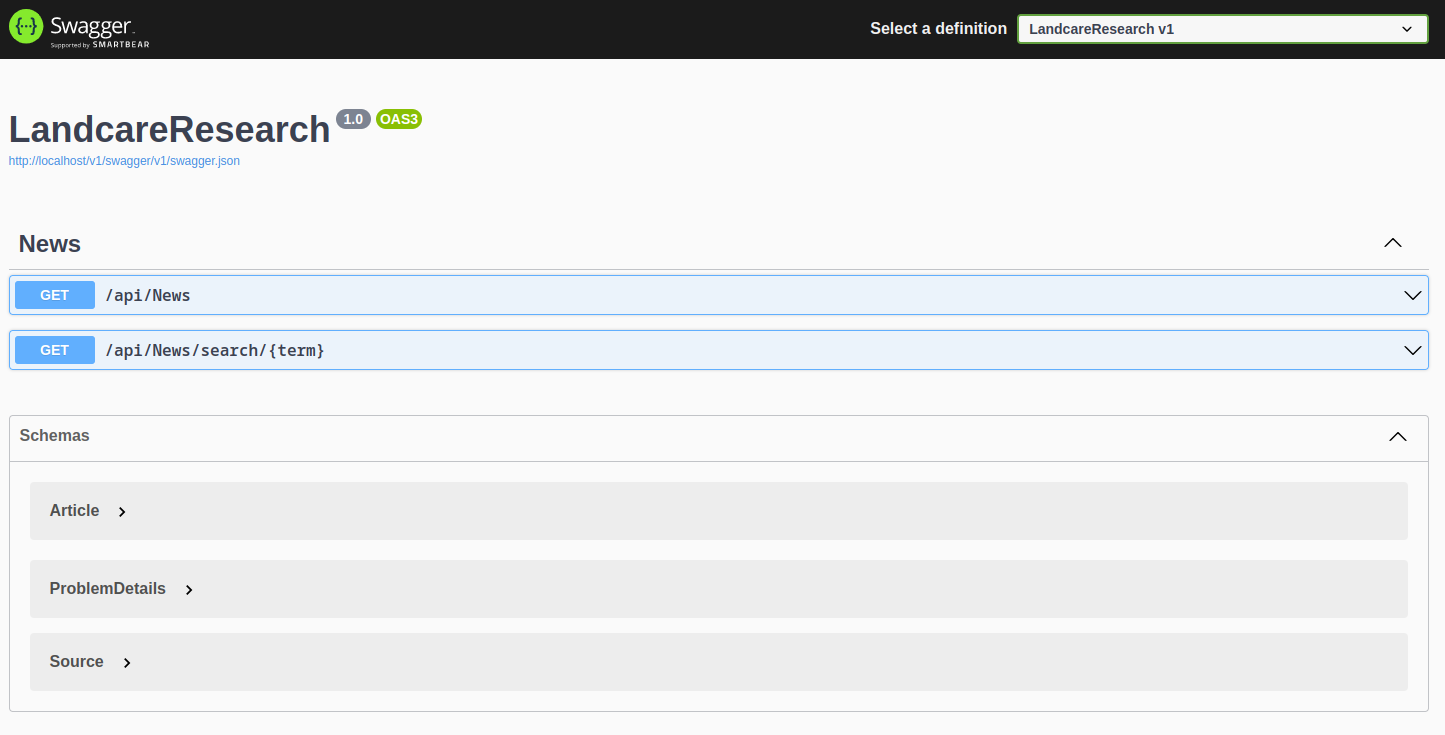 {···} Swagger.
Supported by SMARTBEAR
Select a definition
LandcareResearch v1
LandcareResearch 1.0 OAS3
http://localhost/v1/swagger/v1/swagger.json
News
GET /api/News
GET /api/News/search/{term}
Schemas
Article
ProblemDetails
Source